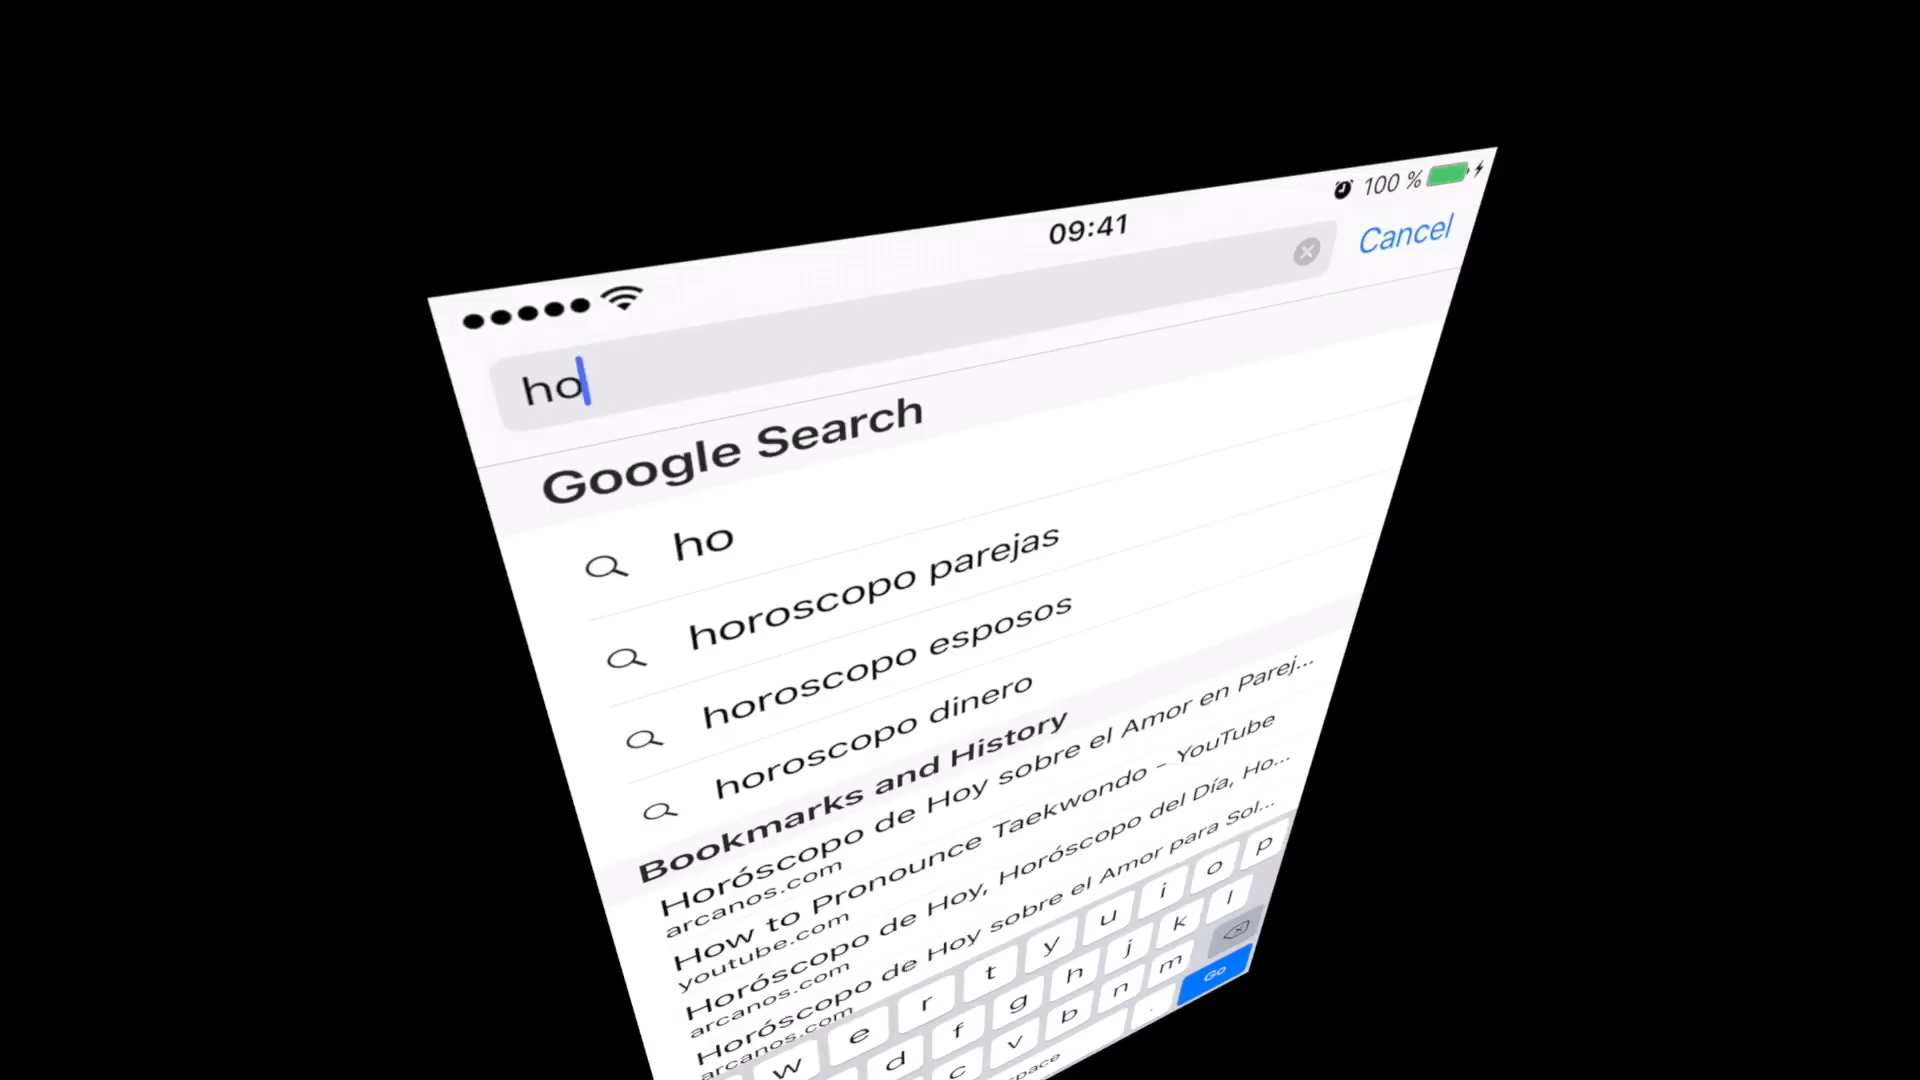 09:41
100 %
ho
Cancel
Google Search
ho
horoscopo parejas
horoscopo esposos
horoscopo dinero
Bookmarks and History
Horóscopo de Hoy sobre el Amor en Parej...
arcanos.com
How to Pronounce Taekwondo - YouTube
youtube.com
Horóscopo de Hoy, Horóscopo del Día, Ho...
arcanos.com
Horóscopo de Hoy sobre el Amor para Sol...
arcanos.com
w e r t y u i o p
d f g h j k l
c v b n m
space . Go